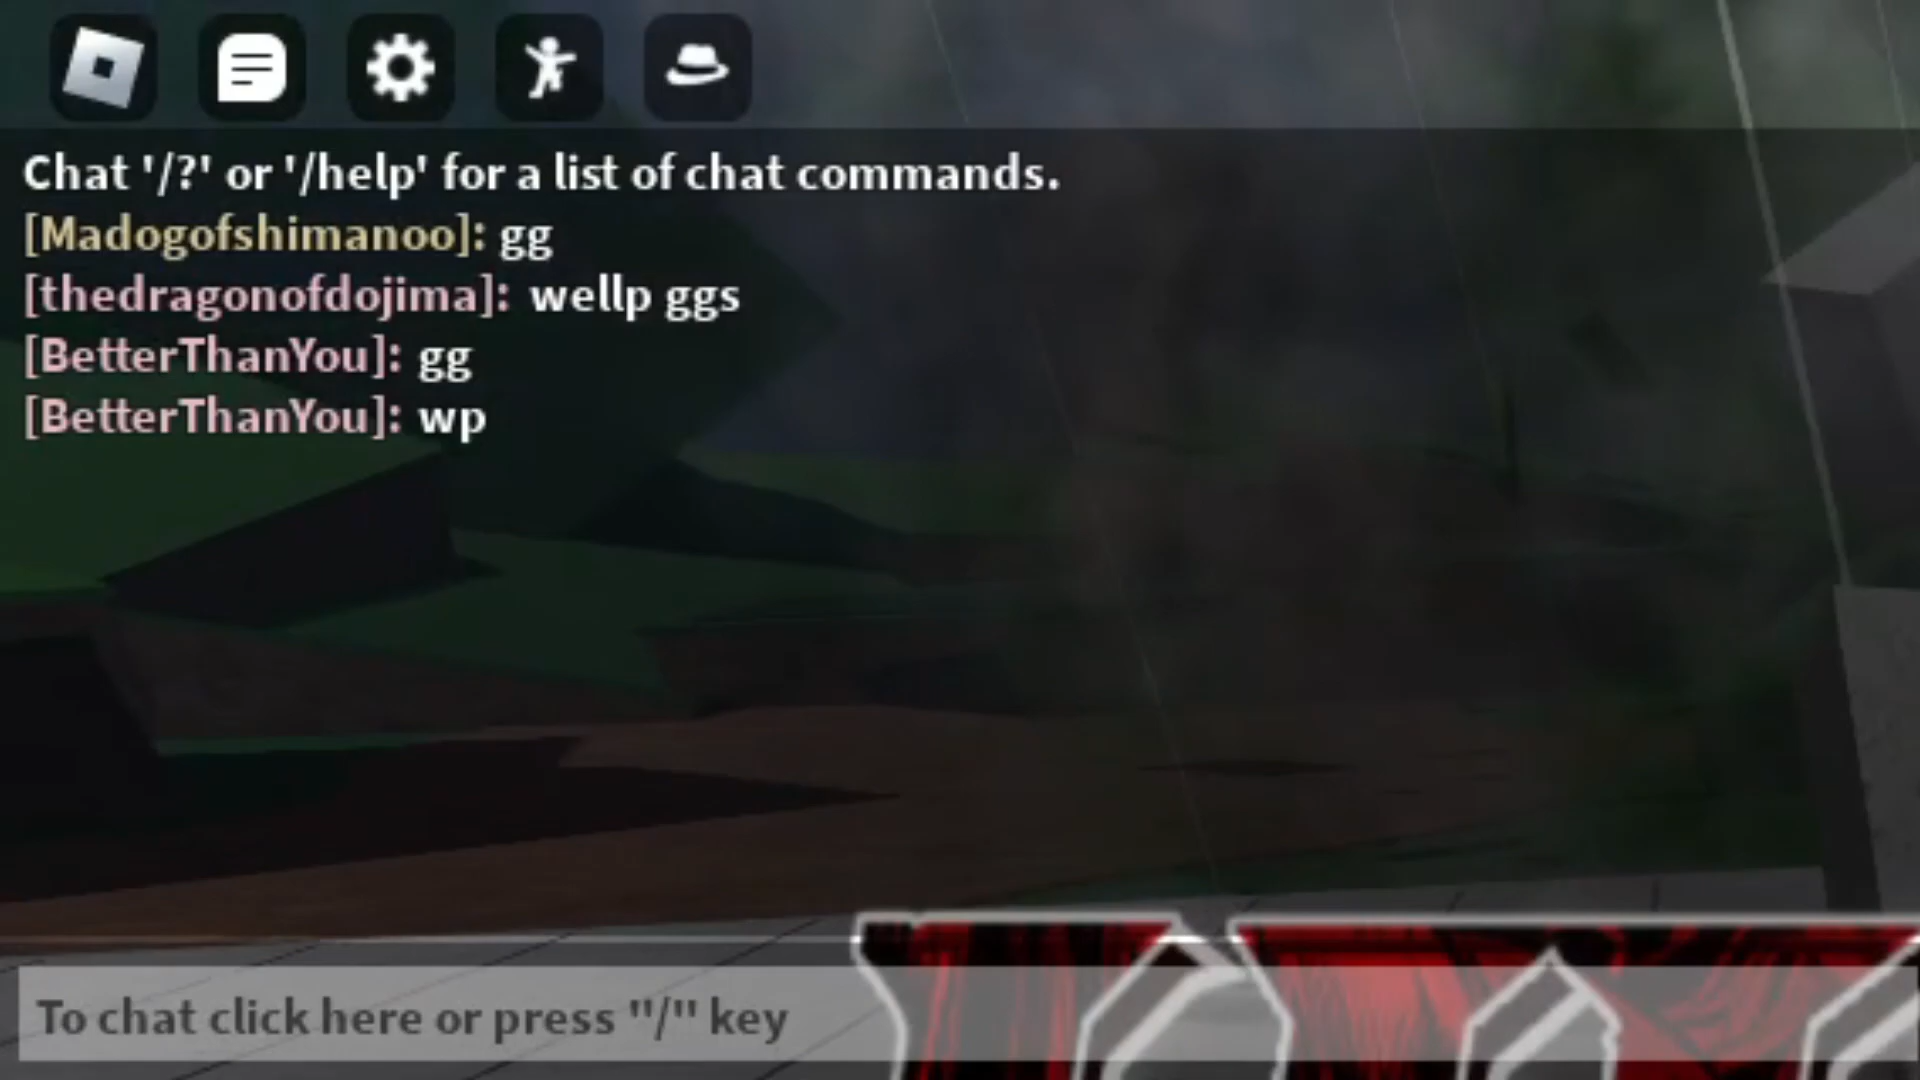 Chat '/?' or '/help' for a list of chat commands.
[Madogofshimanoo]: gg
[thedragonofdojima]: wellp ggs
[BetterThanYou]: gg
[BetterThanYou]: wp
To chat click here or press "/" key